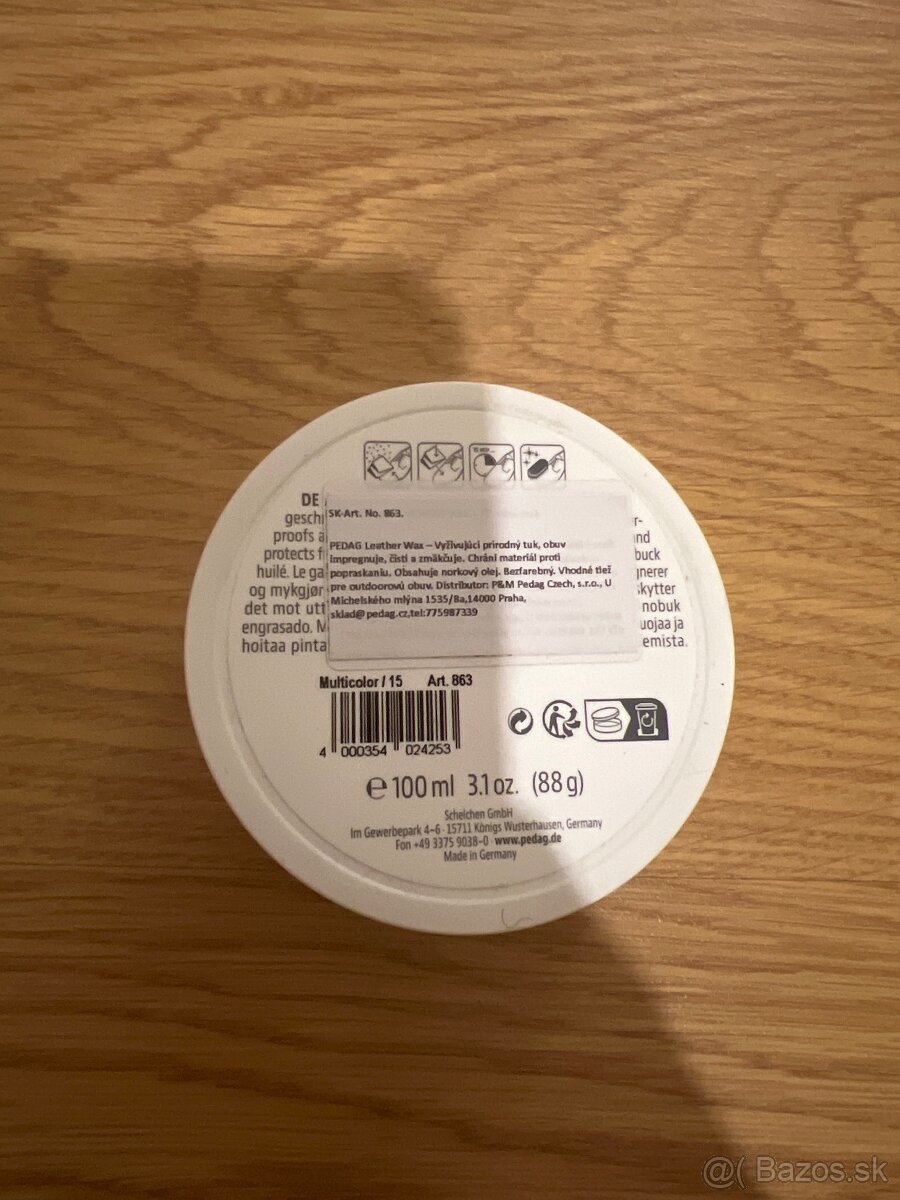 DE
SK-Art. No. 863.
geschi
proofs a
and
PEDAG Leather Wax – Vyživujúci prírodný tuk, obuv
protects f
buck
impregnuje, čistí a zmäkčuje. Chráni materiál proti
huilé. Le ga
gnerer
popraskaniu. Obsahuje norkový olej. Bezfarebný. Vhodné tiež
og mykgjør
skytter
pre outdoorovú obuv. Distributor: P&M Pedag Czech, s.r.o., U
det mot utt
nobuk
Michelského mlýna 1535/8a,14000 Praha,
engrasado. M
uojaa ja
sklad@pedag.cz,tel:775987339
hoitaa pinta
emista.
Multicolor / 15 Art. 863
4 000354 024253
e 100 ml 3.1 oz. (88 g)
Scheichen GmbH
Im Gewerbepark 4–6 · 15711 Königs Wusterhausen, Germany
Fon +49 3375 9038-0 · www.pedag.de
Made in Germany
@( Bazos.sk